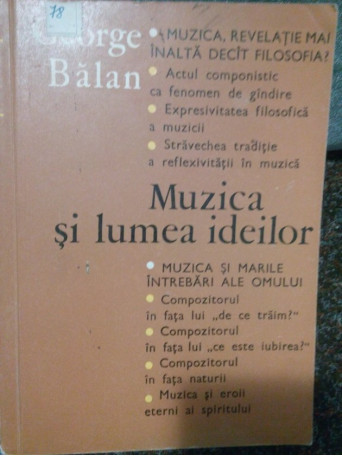 78
George
Bălan
• MUZICA, REVELAȚIE MAI
ÎNALTĂ DECÎT FILOSOFIA?
• Actul componistic
ca fenomen de gîndire
• Expresivitatea filosofică
a muzicii
• Străvechea tradiție
a reflexivității în muzică
Muzica
și lumea ideilor
• MUZICA ȘI MARILE
ÎNTREBĂRI ALE OMULUI
• Compozitorul
în fața lui „de ce trăim?"
• Compozitorul
în fața lui „ce este iubirea?"
• Compozitorul
în fața naturii
• Muzica și eroii
eterni ai spiritului